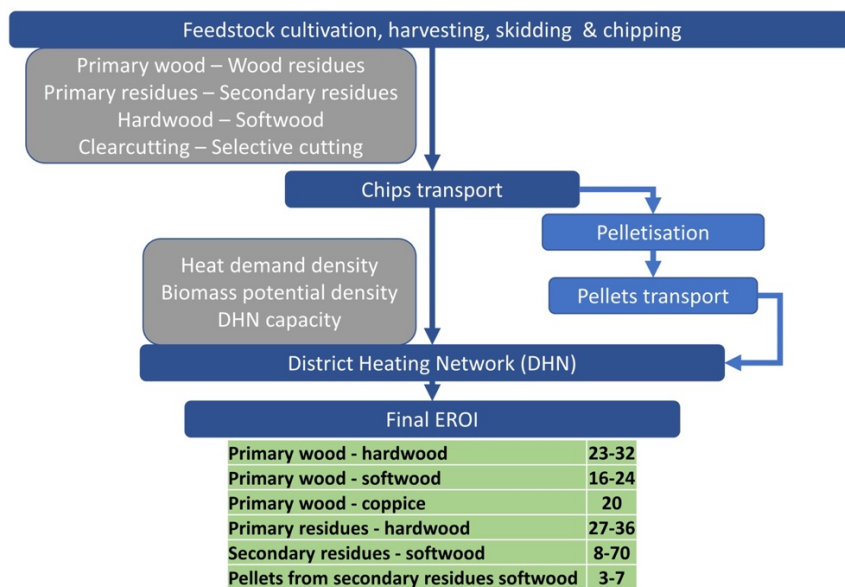 Feedstock cultivation, harvesting, skidding & chipping
Primary wood – Wood residues
Primary residues – Secondary residues
Hardwood – Softwood
Clearcutting – Selective cutting
Chips transport
Pelletisation
Pellets transport
Heat demand density
Biomass potential density
DHN capacity
District Heating Network (DHN)
Final EROI
Primary wood - hardwood 23-32
Primary wood - softwood 16-24
Primary wood - coppice 20
Primary residues - hardwood 27-36
Secondary residues - softwood 8-70
Pellets from secondary residues softwood 3-7